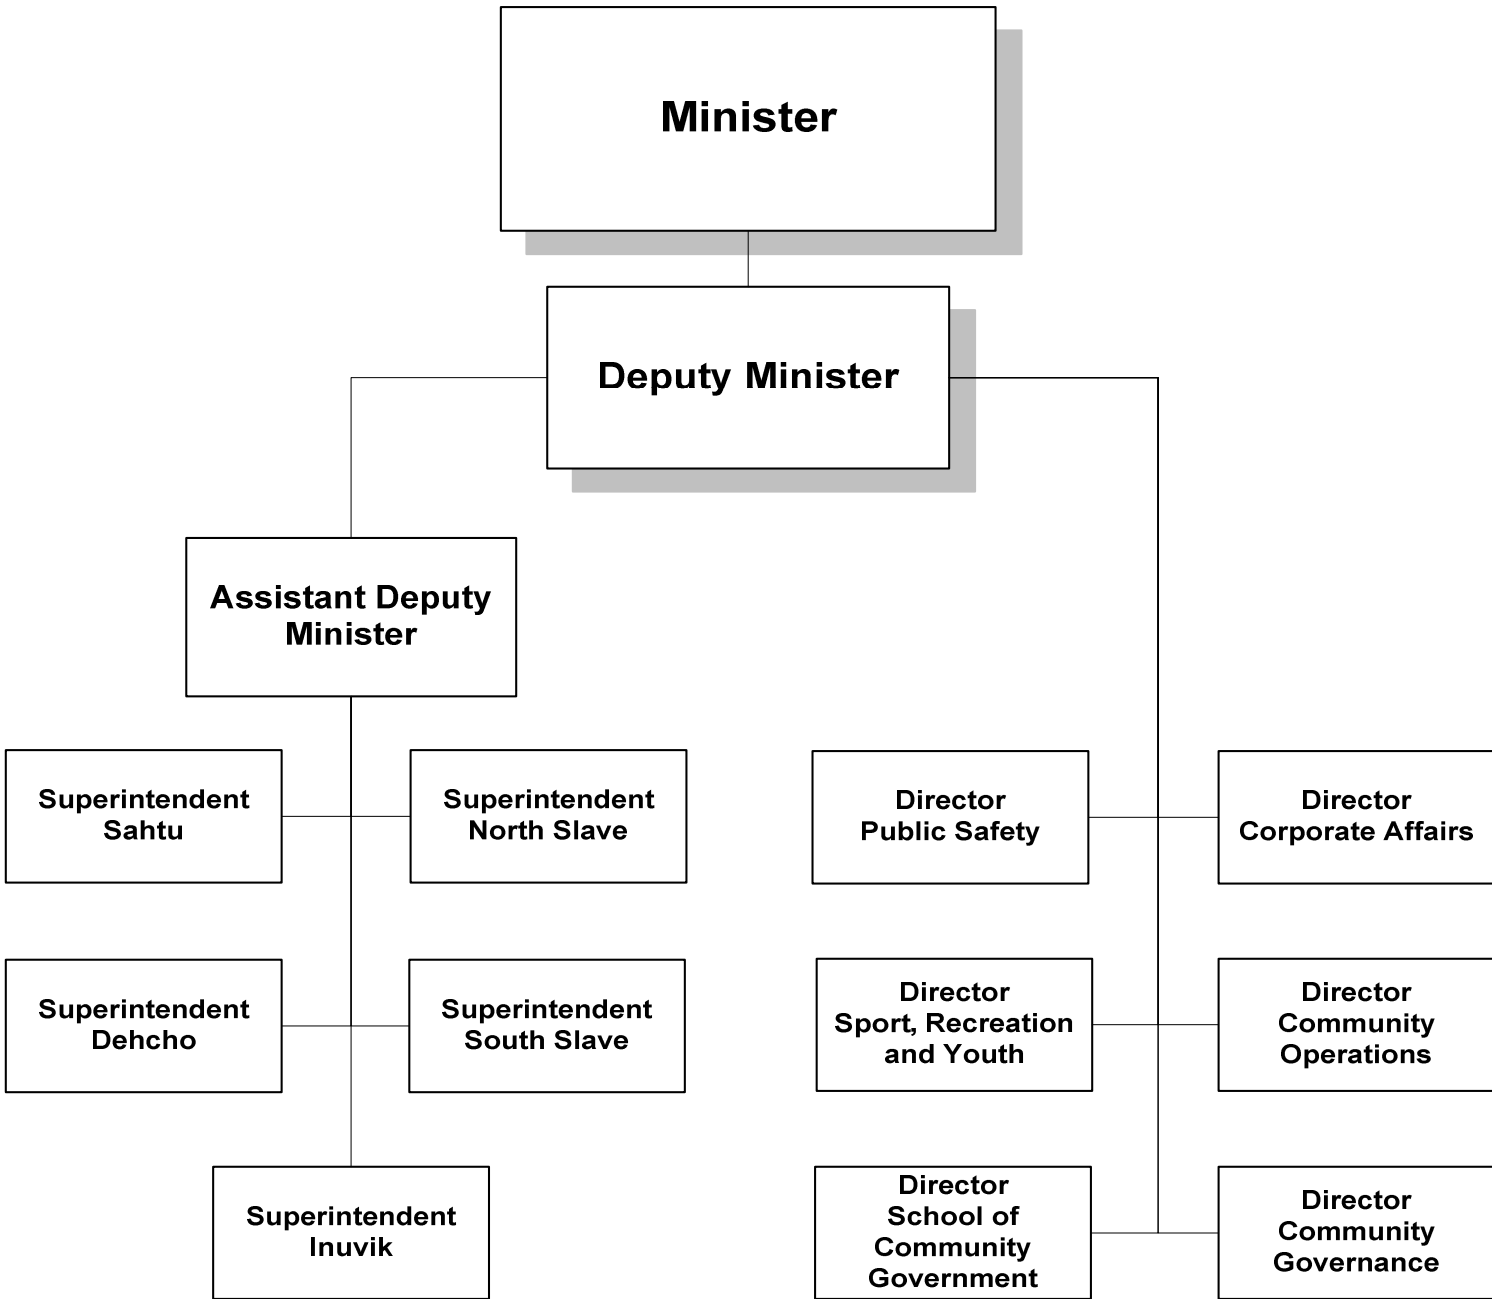 Minister
Deputy Minister
Assistant Deputy
Minister
Superintendent
Sahtu
Superintendent
North Slave
Superintendent
Dehcho
Superintendent
South Slave
Superintendent
Inuvik
Director
Public Safety
Director
Corporate Affairs
Director
Sport, Recreation
and Youth
Director
Community
Operations
Director
School of
Community
Government
Director
Community
Governance